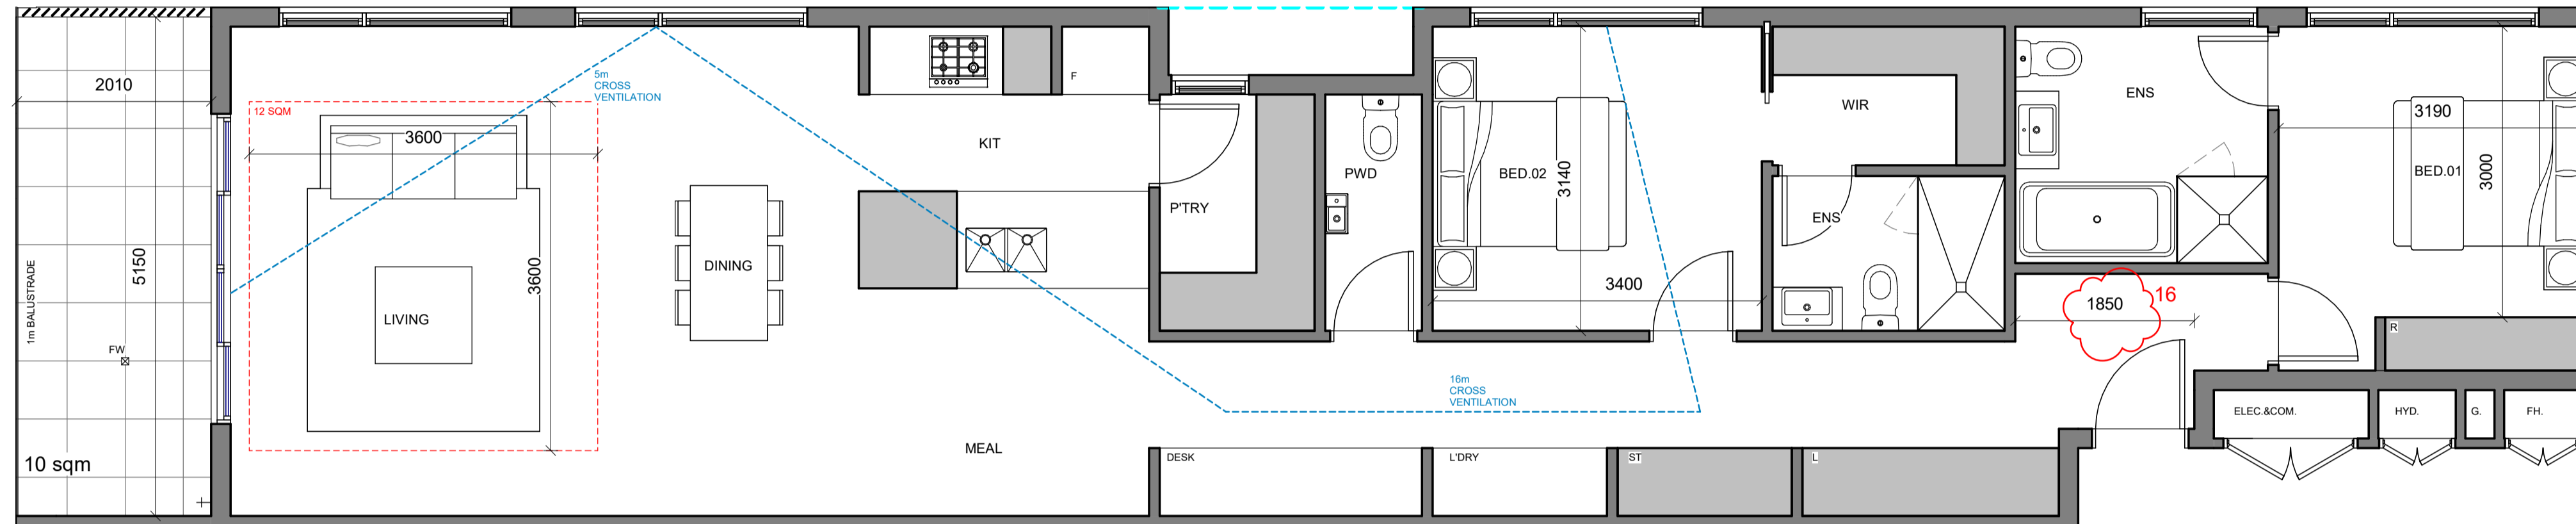 2010
5150
1m BALUSTRADE
FW
10 sqm
12 SQM
3600
3600
LIVING
5m
CROSS
VENTILATION
DINING
KIT
F
MEAL
P'TRY
PWD
DESK
L'DRY
ST
L
16m
CROSS
VENTILATION
BED.02
3140
3400
WIR
ENS
ENS
1850
16
3190
BED.01
3000
R
ELEC.&COM.
HYD.
G.
FH.